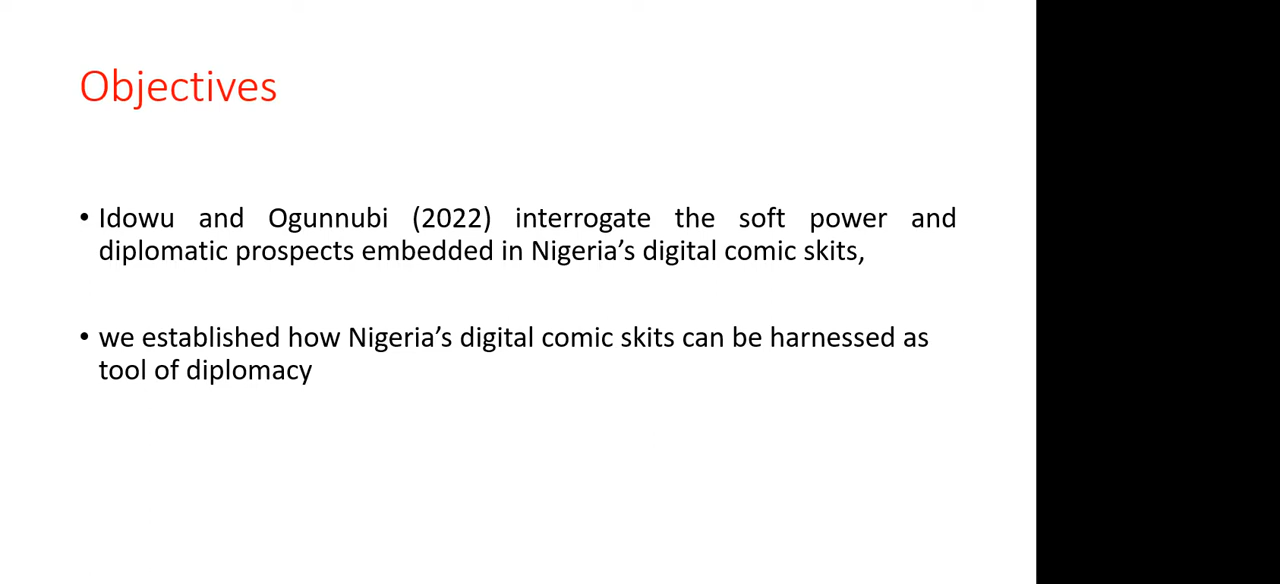 Objectives
• Idowu and Ogunnubi (2022) interrogate the soft power and
diplomatic prospects embedded in Nigeria’s digital comic skits,
• we established how Nigeria’s digital comic skits can be harnessed as
tool of diplomacy